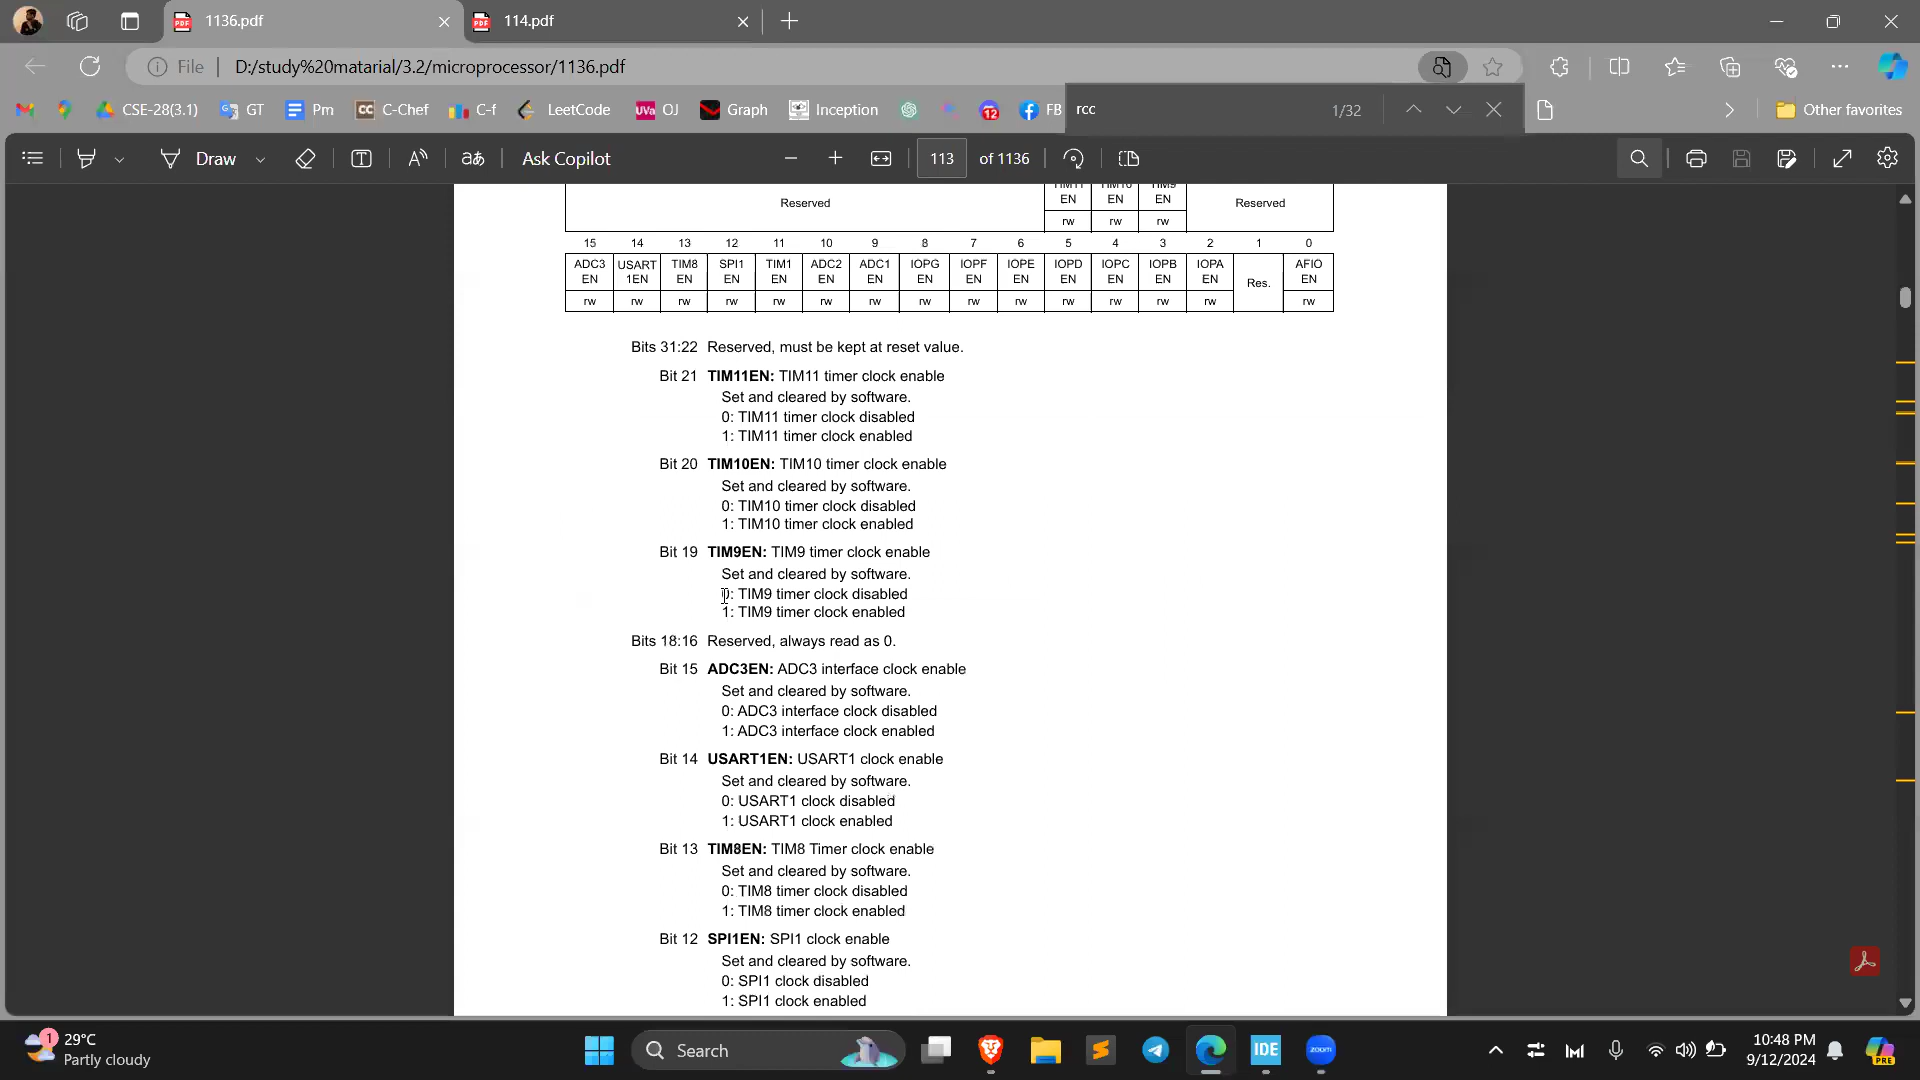 1136.pdf
114.pdf
File D:/study%20matarial/3.2/microprocessor/1136.pdf
CSE-28(3.1) GT Pm CC C-Chef C-f LeetCode UVa OJ Graph Inception 12 FB rcc 1/32 Other favorites
Draw Ask Copilot 113 of 1136
TIM11 TIM10 TIM9
Reserved EN EN EN Reserved
rw rw rw
15 14 13 12 11 10 9 8 7 6 5 4 3 2 1 0
ADC3 USART TIM8 SPI1 TIM1 ADC2 ADC1 IOPG IOPF IOPE IOPD IOPC IOPB IOPA AFIO
EN 1EN EN EN EN EN EN EN EN EN EN EN EN EN Res. EN
rw rw rw rw rw rw rw rw rw rw rw rw rw rw rw
Bits 31:22 Reserved, must be kept at reset value.
Bit 21 TIM11EN: TIM11 timer clock enable
Set and cleared by software.
0: TIM11 timer clock disabled
1: TIM11 timer clock enabled
Bit 20 TIM10EN: TIM10 timer clock enable
Set and cleared by software.
0: TIM10 timer clock disabled
1: TIM10 timer clock enabled
Bit 19 TIM9EN: TIM9 timer clock enable
Set and cleared by software.
0: TIM9 timer clock disabled
1: TIM9 timer clock enabled
Bits 18:16 Reserved, always read as 0.
Bit 15 ADC3EN: ADC3 interface clock enable
Set and cleared by software.
0: ADC3 interface clock disabled
1: ADC3 interface clock enabled
Bit 14 USART1EN: USART1 clock enable
Set and cleared by software.
0: USART1 clock disabled
1: USART1 clock enabled
Bit 13 TIM8EN: TIM8 Timer clock enable
Set and cleared by software.
0: TIM8 timer clock disabled
1: TIM8 timer clock enabled
Bit 12 SPI1EN: SPI1 clock enable
Set and cleared by software.
0: SPI1 clock disabled
1: SPI1 clock enabled
1 29°C
Partly cloudy
Search
IDE
zoom
10:48 PM
9/12/2024
PRE